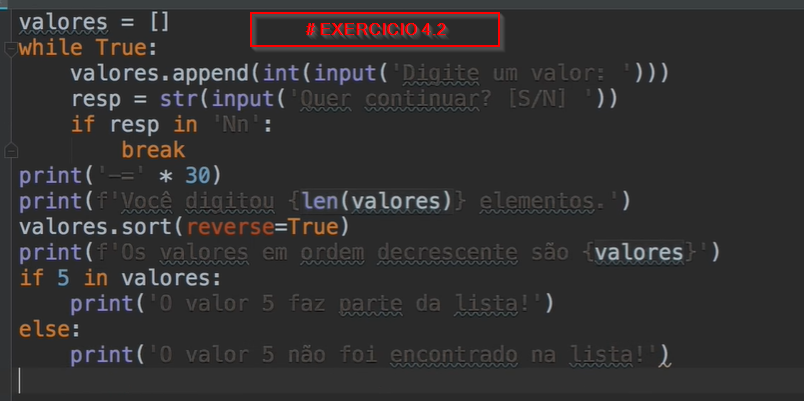 # EXERCICIO 4.2
valores = []
while True:
    valores.append(int(input('Digite um valor: ')))
    resp = str(input('Quer continuar? [S/N] '))
    if resp in 'Nn':
        break
print('-=' * 30)
print(f'Você digitou {len(valores)} elementos.')
valores.sort(reverse=True)
print(f'Os valores em ordem decrescente são {valores}')
if 5 in valores:
    print('O valor 5 faz parte da lista!')
else:
    print('O valor 5 não foi encontrado na lista!')